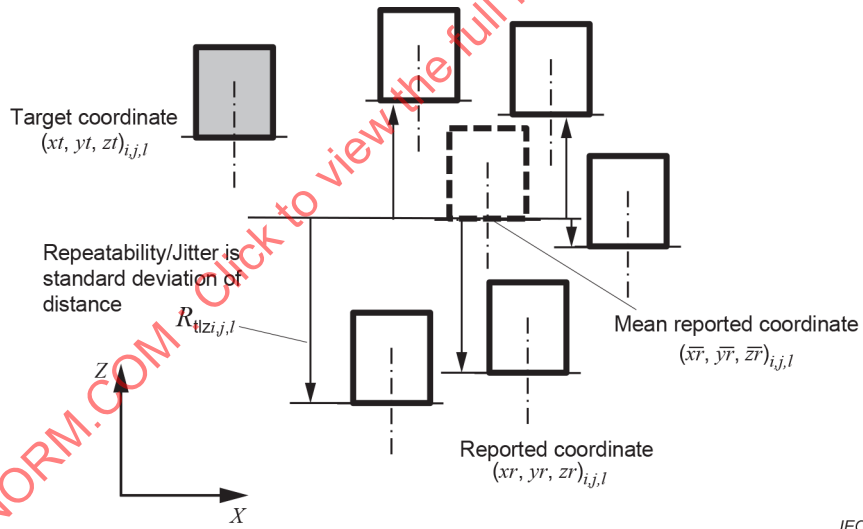 Target coordinate
(xt, yt, zt)i,j,l
Repeatability/Jitter is
standard deviation of
distance
Rtlzi,j,l
Mean reported coordinate
(x̅r̅, y̅r̅, z̅r̅)i,j,l
Reported coordinate
(xr, yr, zr)i,j,l
Z
X
NORM.COM: Click to view the full
IEC